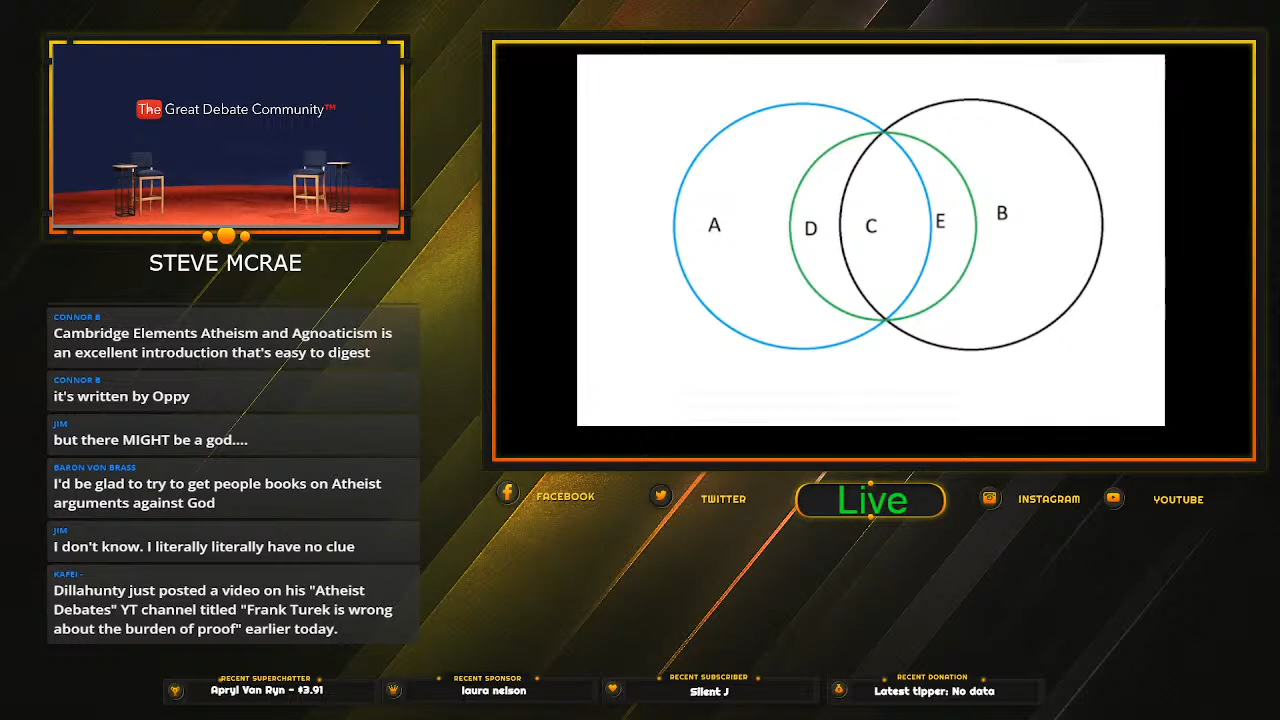 The Great Debate Community™
STEVE MCRAE
CONNOR B
Cambridge Elements Atheism and Agnoaticism is
an excellent introduction that's easy to digest
CONNOR B
it's written by Oppy
JIM
but there MIGHT be a god....
BARON VON BRASS
I'd be glad to try to get people books on Atheist
arguments against God
JIM
I don't know. I literally literally have no clue
KAFEI -
Dillahunty just posted a video on his "Atheist
Debates" YT channel titled "Frank Turek is wrong
about the burden of proof" earlier today.
A
D
C
E
B
FACEBOOK
TWITTER
Live
INSTAGRAM
YOUTUBE
RECENT SUPERCHATTER
Apryl Van Ryn - $3.91
RECENT SPONSOR
laura nelson
RECENT SUBSCRIBER
Silent J
RECENT DONATION
Latest tipper: No data